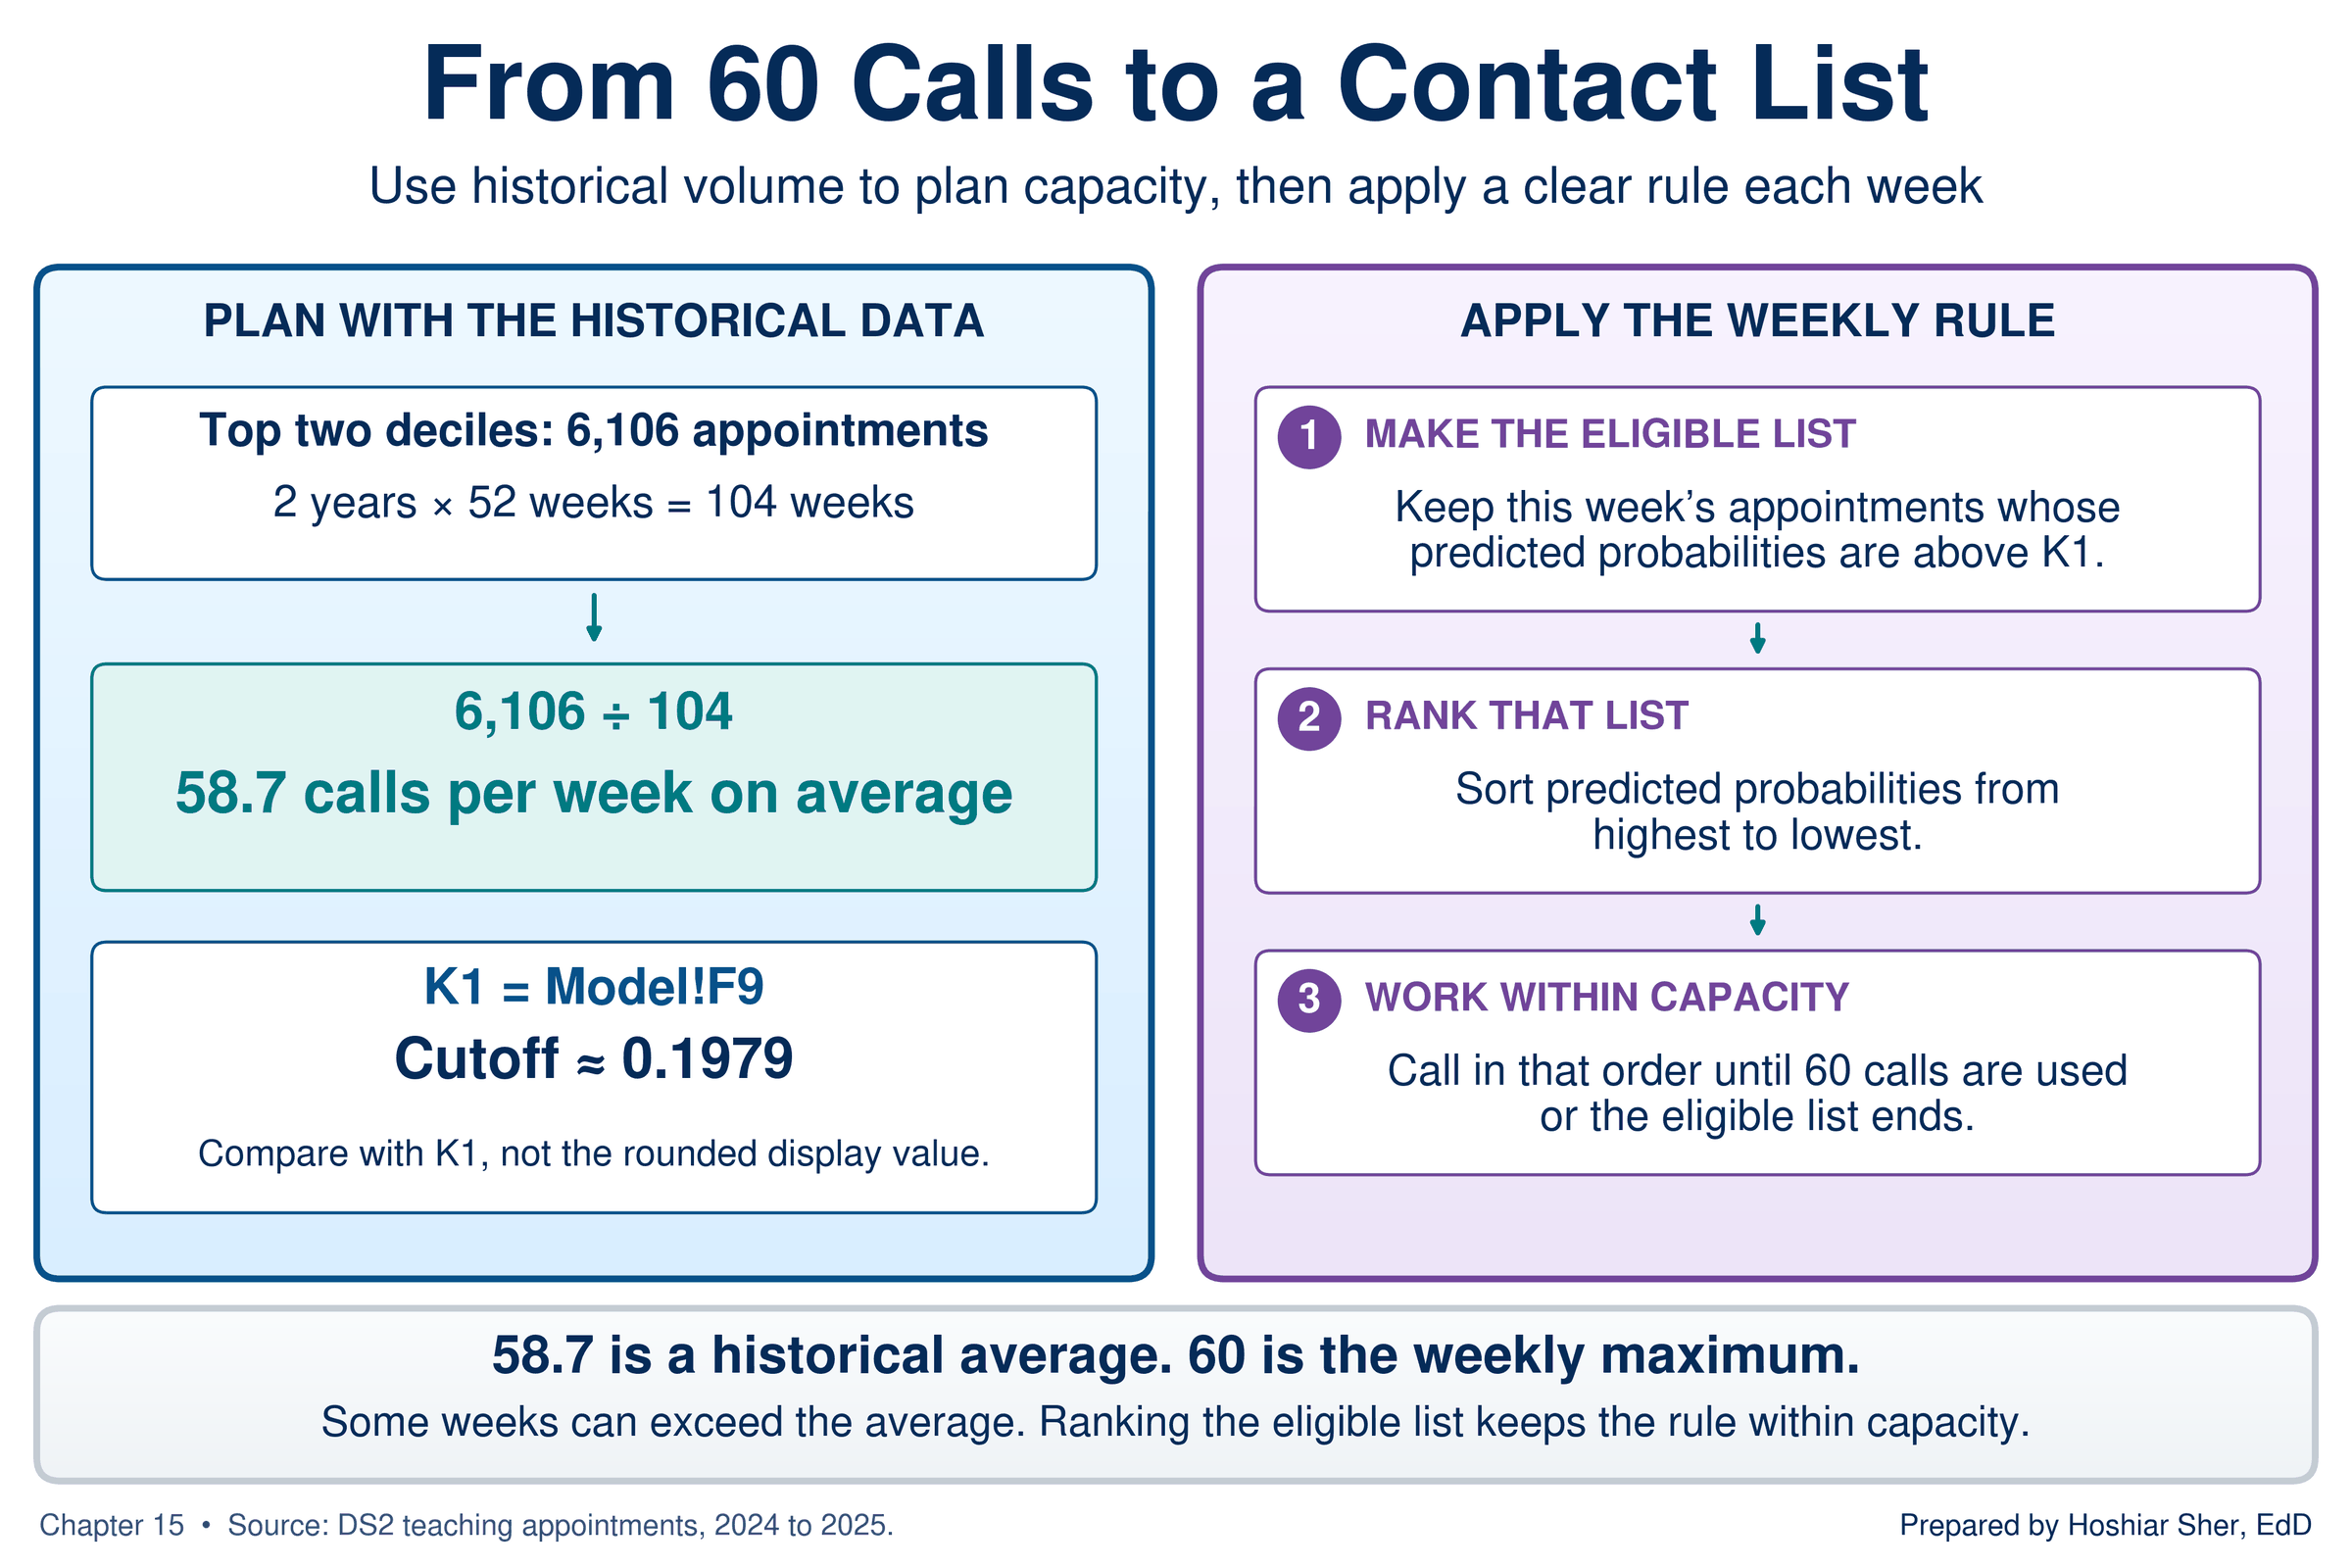 From 60 Calls to a Contact List
Use historical volume to plan capacity, then apply a clear rule each week
PLAN WITH THE HISTORICAL DATA
Top two deciles: 6,106 appointments
2 years × 52 weeks = 104 weeks
6,106 ÷ 104
58.7 calls per week on average
K1 = Model!F9
Cutoff ≈ 0.1979
Compare with K1, not the rounded display value.
APPLY THE WEEKLY RULE
1 MAKE THE ELIGIBLE LIST
Keep this week’s appointments whose
predicted probabilities are above K1.
2 RANK THAT LIST
Sort predicted probabilities from
highest to lowest.
3 WORK WITHIN CAPACITY
Call in that order until 60 calls are used
or the eligible list ends.
58.7 is a historical average. 60 is the weekly maximum.
Some weeks can exceed the average. Ranking the eligible list keeps the rule within capacity.
Chapter 15 • Source: DS2 teaching appointments, 2024 to 2025.
Prepared by Hoshiar Sher, EdD